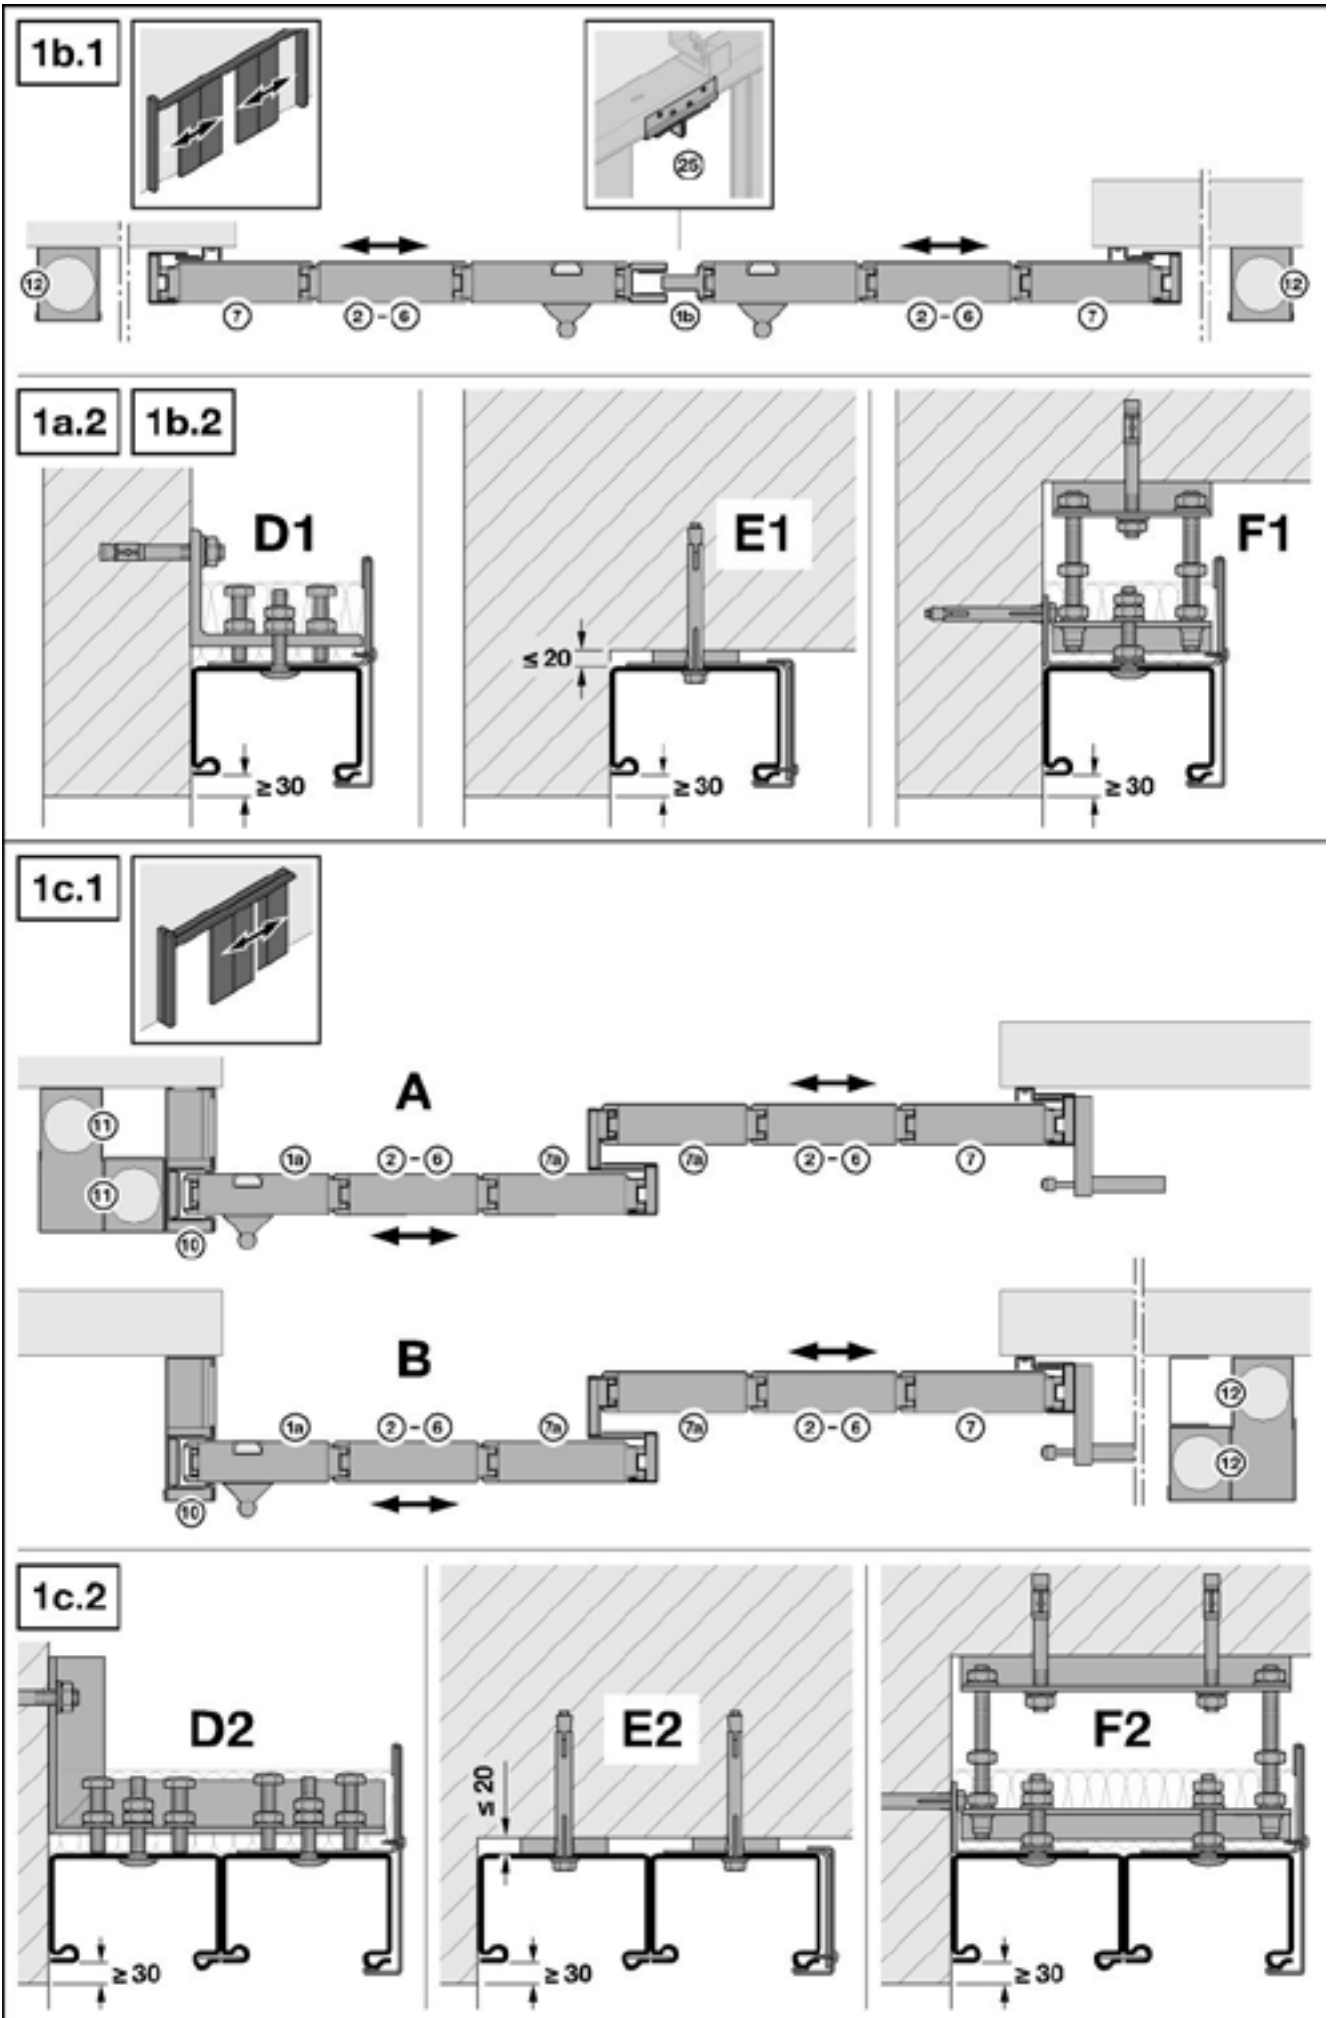 1b.1
25
12 7 2 - 6 1b 2 - 6 7 12
1a.2 1b.2
D1 E1 F1
≤ 20
≥ 30 ≥ 30 ≥ 30
1c.1
A
11
1a 2 - 6 7a 7a 2 - 6 7
11
10
B
12
1a 2 - 6 7a 7a 2 - 6 7
12
10
1c.2
D2 E2 F2
≤ 20
≥ 30 ≥ 30 ≥ 30